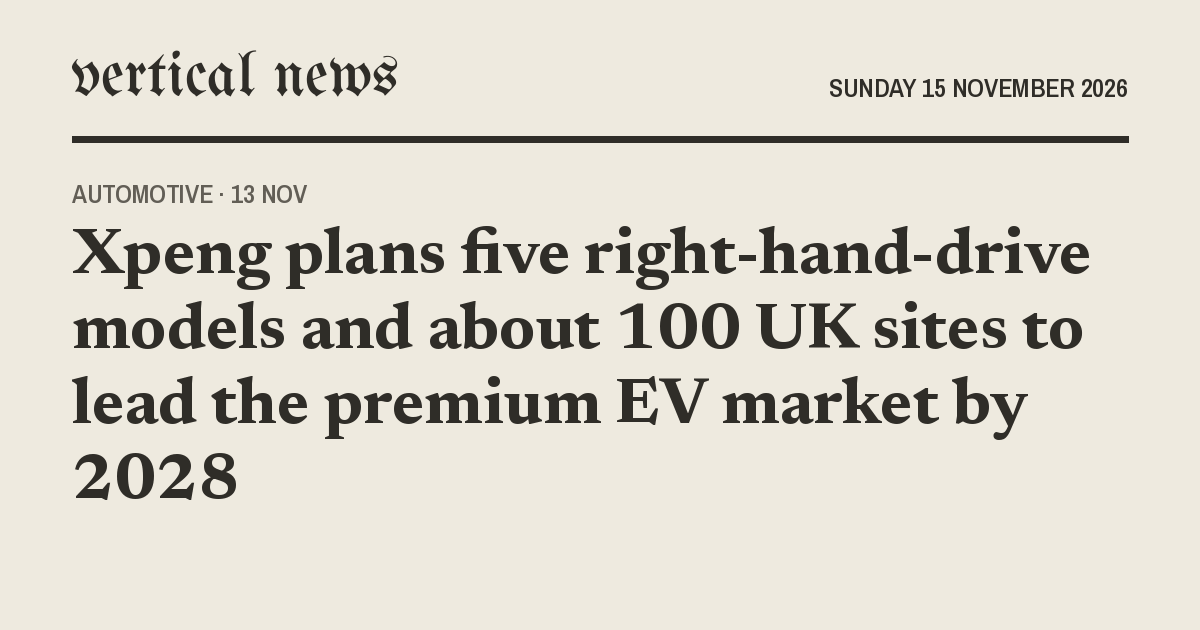 vertical news
SUNDAY 15 NOVEMBER 2026
AUTOMOTIVE · 13 NOV
Xpeng plans five right-hand-drive
models and about 100 UK sites to
lead the premium EV market by
2028